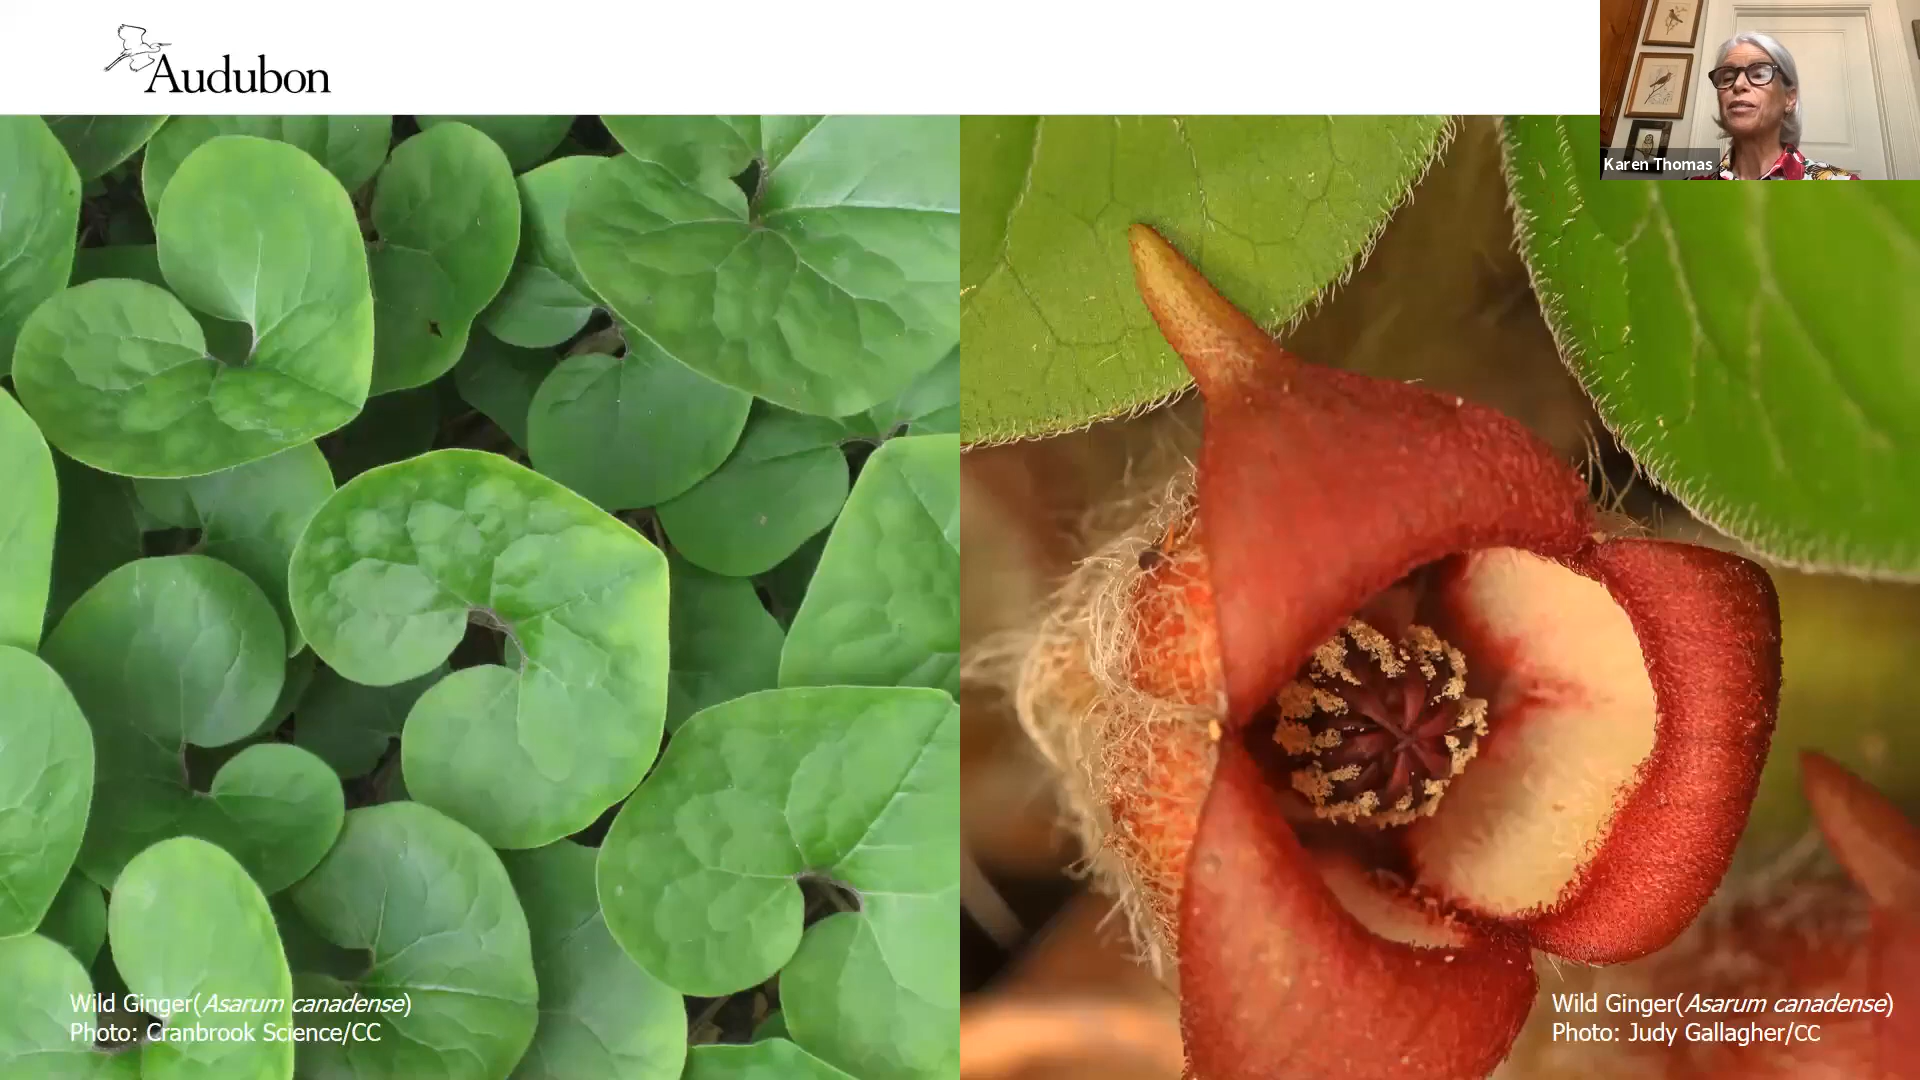 Audubon
Karen Thomas
Wild Ginger(Asarum canadense)
Photo: Cranbrook Science/CC
Wild Ginger(Asarum canadense)
Photo: Judy Gallagher/CC